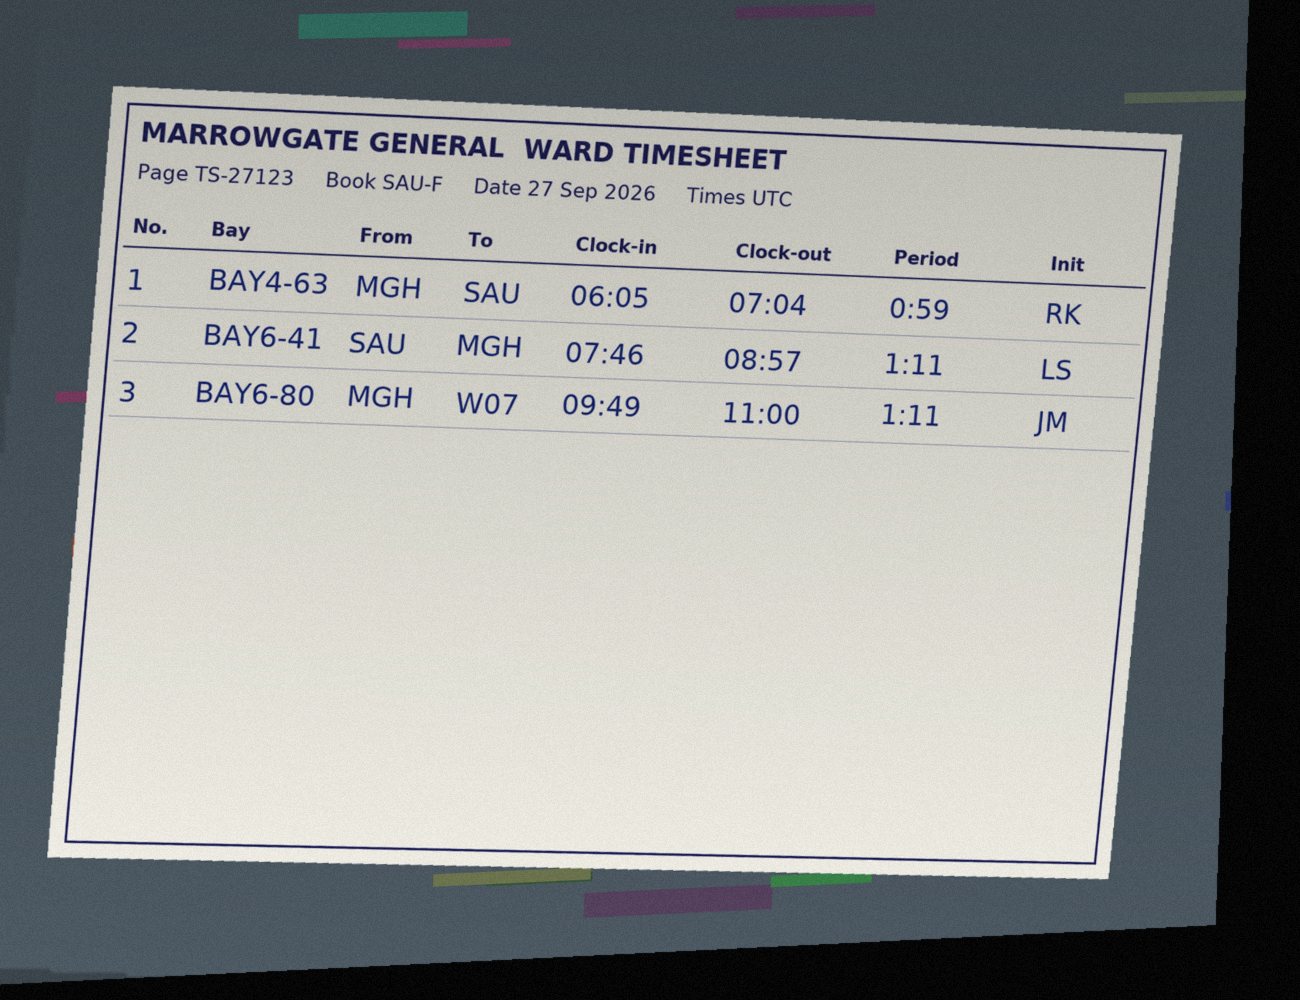 MARROWGATE GENERAL WARD TIMESHEET
Page TS-27123 Book SAU-F Date 27 Sep 2026 Times UTC
No. Bay From To Clock-in Clock-out Period Init
1 BAY4-63 MGH SAU 06:05 07:04 0:59 RK
2 BAY6-41 SAU MGH 07:46 08:57 1:11 LS
3 BAY6-80 MGH W07 09:49 11:00 1:11 JM